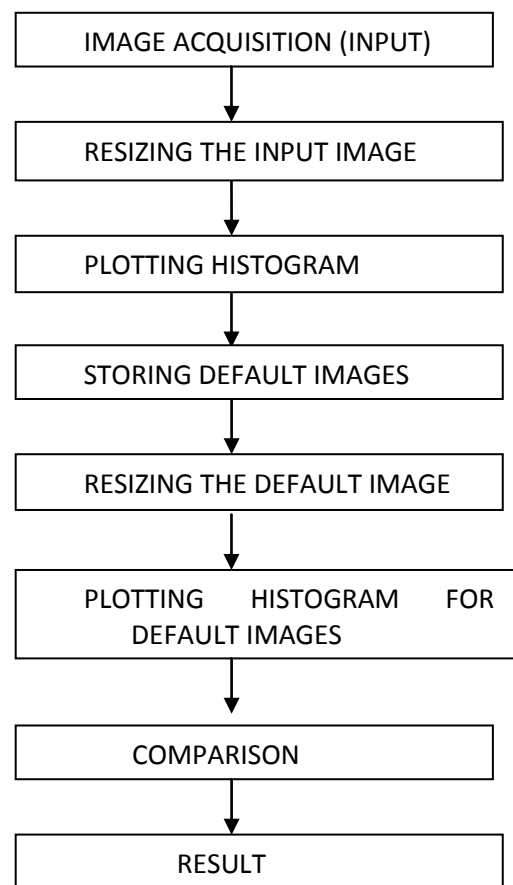 IMAGE ACQUISITION (INPUT)
RESIZING THE INPUT IMAGE
PLOTTING HISTOGRAM
STORING DEFAULT IMAGES
RESIZING THE DEFAULT IMAGE
PLOTTING HISTOGRAM FOR
DEFAULT IMAGES
COMPARISON
RESULT